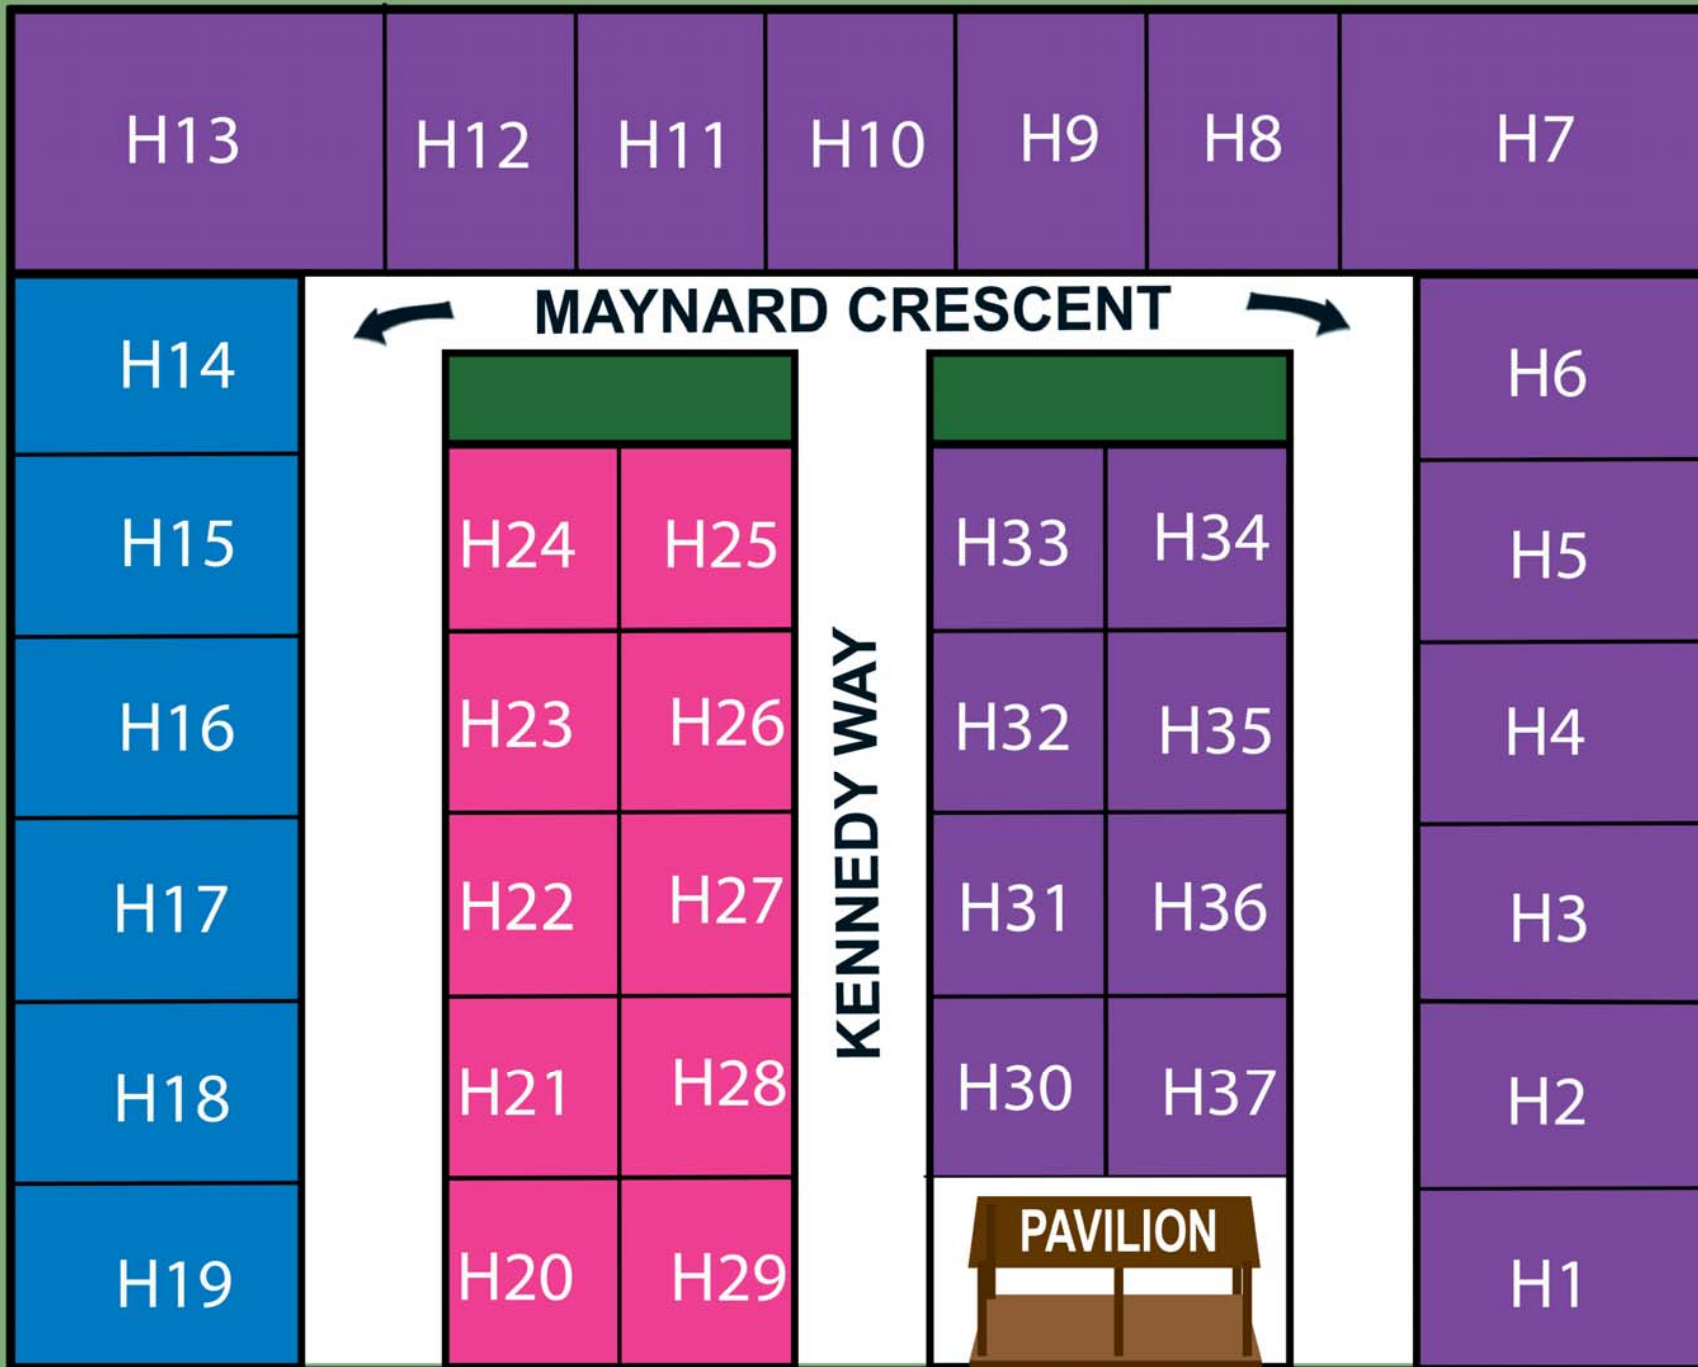 H13 H12 H11 H10 H9 H8 H7
MAYNARD CRESCENT
H14 H6
H15 H24 H25 H33 H34 H5
H16 H23 H26 H32 H35 H4
KENNEDY WAY
H17 H22 H27 H31 H36 H3
H18 H21 H28 H30 H37 H2
PAVILION
H19 H20 H29 H1